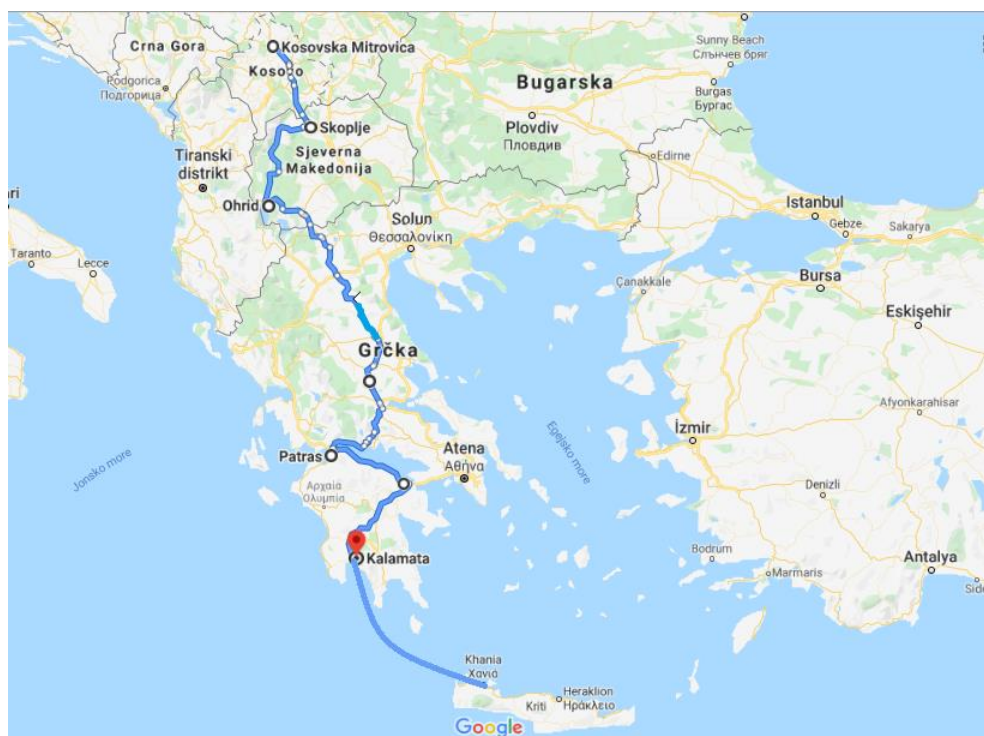 Crna Gora
Kosovska Mitrovica
Kosovo
Podgorica
Подгорица
Sunny Beach
Слънчев бряг
Bugarska
Burgas
Бургас
Skoplje
Plovdiv
Пловдив
Sjeverna
Makedonija
Tiranski
distrikt
Edirne
Ohrid
Solun
Θεσσαλονίκη
Istanbul
Gebze
Sakarya
Taranto
Lecce
Çanakkale
Bursa
Eskişehir
Grčka
Afyonkarahisar
Egejsko more
İzmir
Jonsko more
Patras
Atena
Αθήνα
Αρχαία
Ολυμπία
Denizli
Kalamata
Bodrum
Marmaris
Antalya
Khania
Χανιά
Heraklion
Ηράκλειο
Kriti
Google